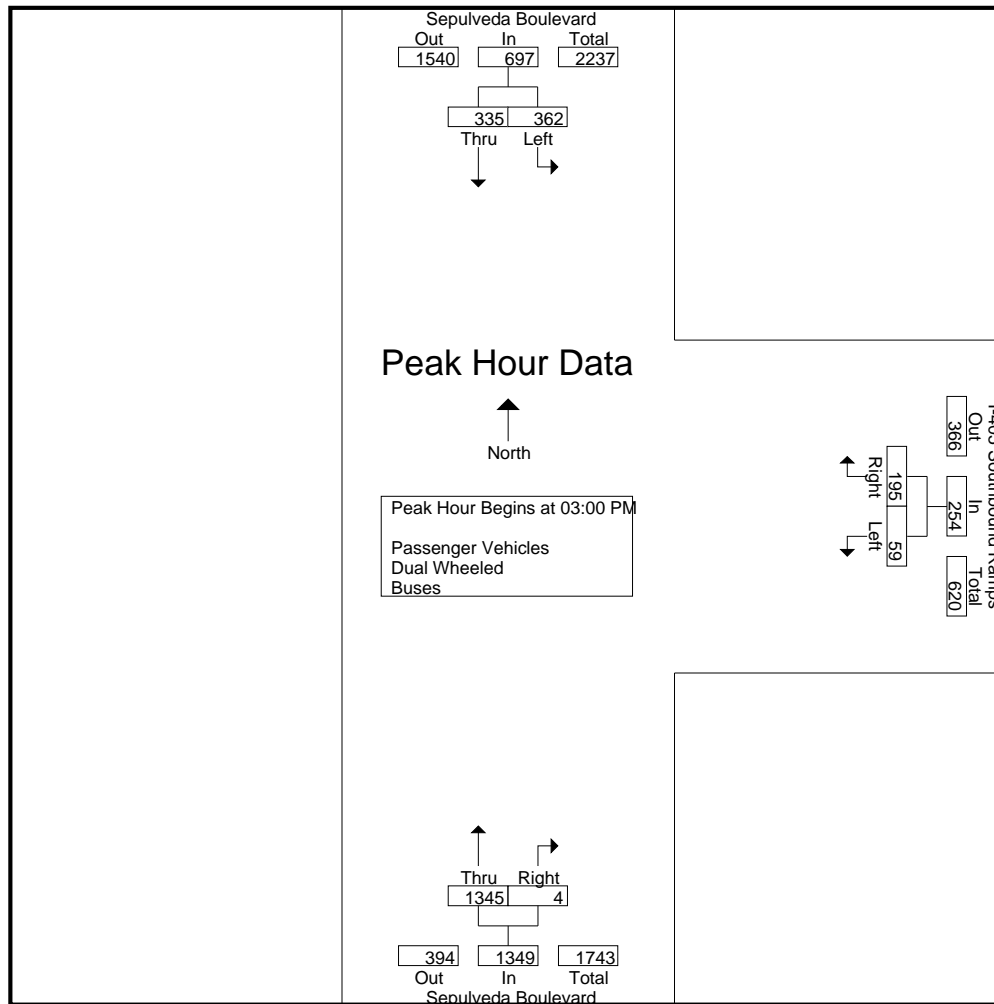 Sepulveda Boulevard
Out In Total
1540 697 2237
335 362
Thru Left
Peak Hour Data
North
Peak Hour Begins at 03:00 PM
Passenger Vehicles
Dual Wheeled
Buses
Ramps
Out In Total
366 254 620
195 59
Right Left
Thru Right
1345 4
394 1349 1743
Out In Total
Sepulveda Boulevard